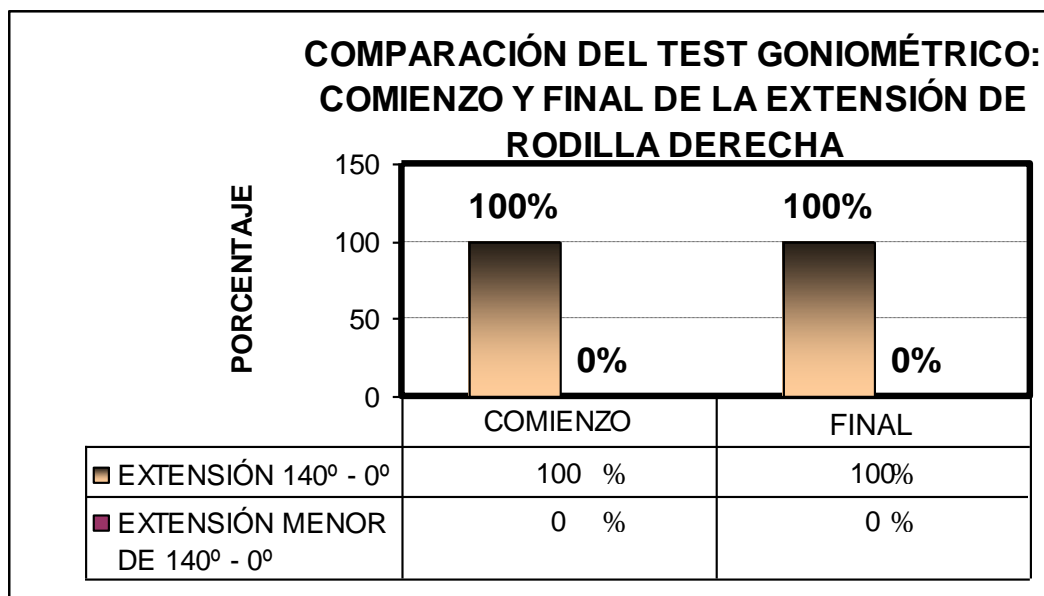 COMPARACIÓN DEL TEST GONIOMÉTRICO:
COMIENZO Y FINAL DE LA EXTENSIÓN DE
RODILLA DERECHA
PORCENTAJE
150
100
50
0
100%
0%
100%
0%
COMIENZO FINAL
EXTENSIÓN 140º - 0º 100 % 100%
EXTENSIÓN MENOR 0 % 0 %
DE 140º - 0º